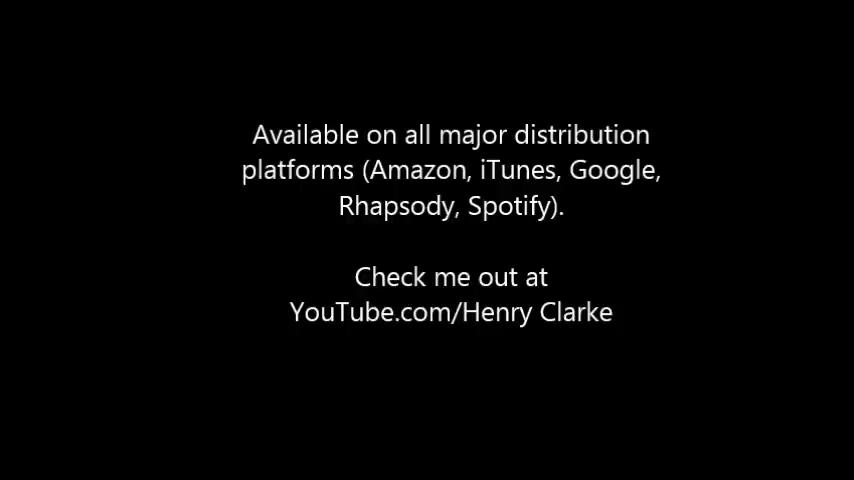 Available on all major distribution
platforms (Amazon, iTunes, Google,
Rhapsody, Spotify).
Check me out at
YouTube.com/Henry Clarke